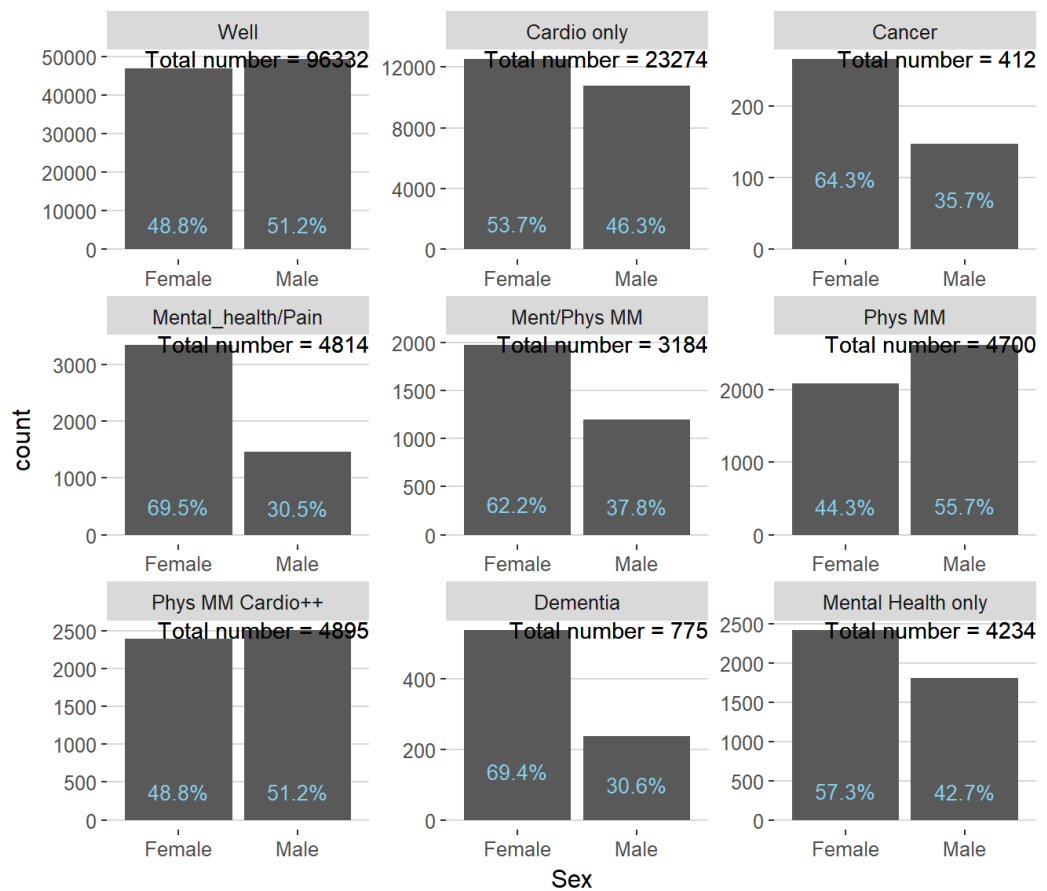 Well
Total number = 96332
50000
40000
30000
20000
10000
0
48.8%
51.2%
Female
Male
Cardio only
Total number = 23274
12000
8000
4000
0
53.7%
46.3%
Female
Male
Cancer
Total number = 412
200
100
0
64.3%
35.7%
Female
Male
Mental_health/Pain
Total number = 4814
3000
2000
1000
0
69.5%
30.5%
Female
Male
Ment/Phys MM
Total number = 3184
2000
1500
1000
500
0
62.2%
37.8%
Female
Male
Phys MM
Total number = 4700
2000
1000
0
44.3%
55.7%
Female
Male
Phys MM Cardio++
Total number = 4895
2500
2000
1500
1000
500
0
48.8%
51.2%
Female
Male
Dementia
Total number = 775
400
200
0
69.4%
30.6%
Female
Male
Mental Health only
Total number = 4234
2500
2000
1500
1000
500
0
57.3%
42.7%
Female
Male
count
Sex